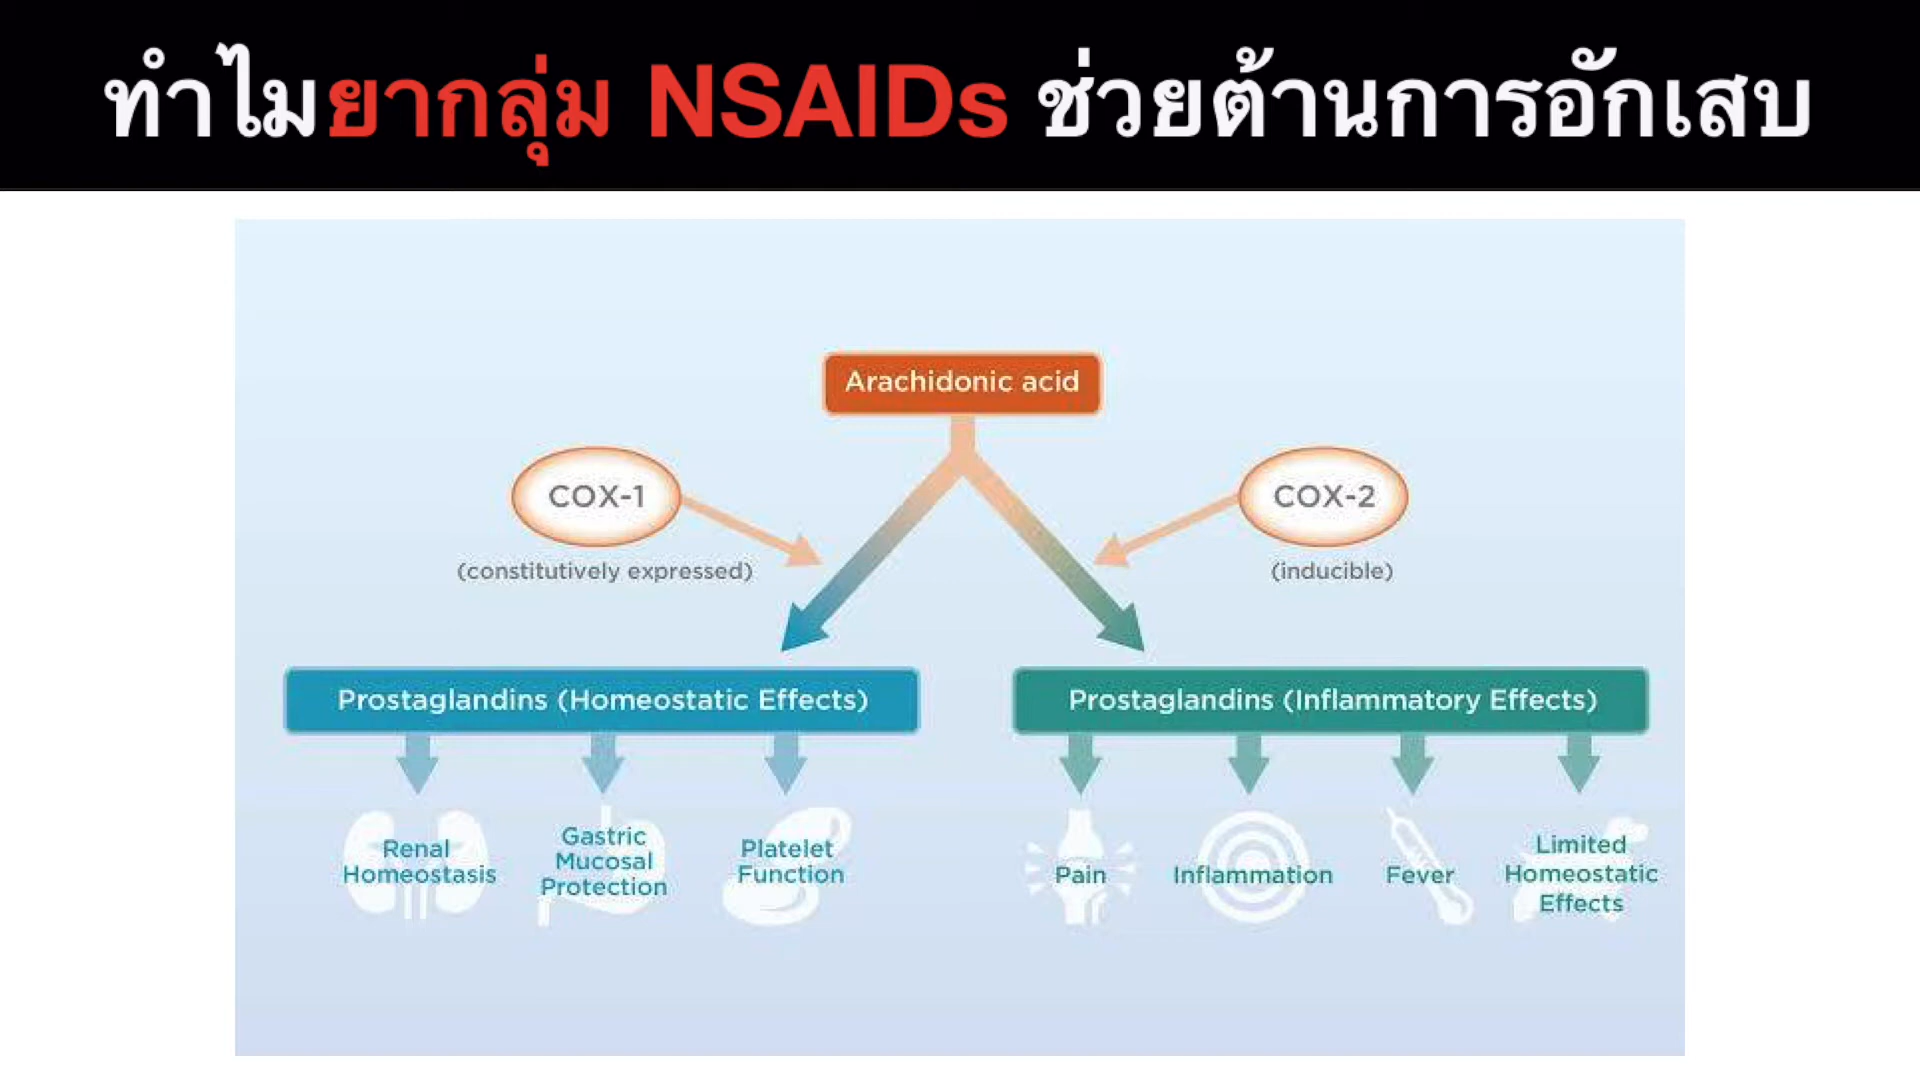 ทำไมยากลุ่ม NSAIDs ช่วยต้านการอักเสบ
Arachidonic acid
COX-1
(constitutively expressed)
COX-2
(inducible)
Prostaglandins (Homeostatic Effects)
Renal
Homeostasis
Gastric
Mucosal
Protection
Platelet
Function
Prostaglandins (Inflammatory Effects)
Pain
Inflammation
Fever
Limited
Homeostatic
Effects